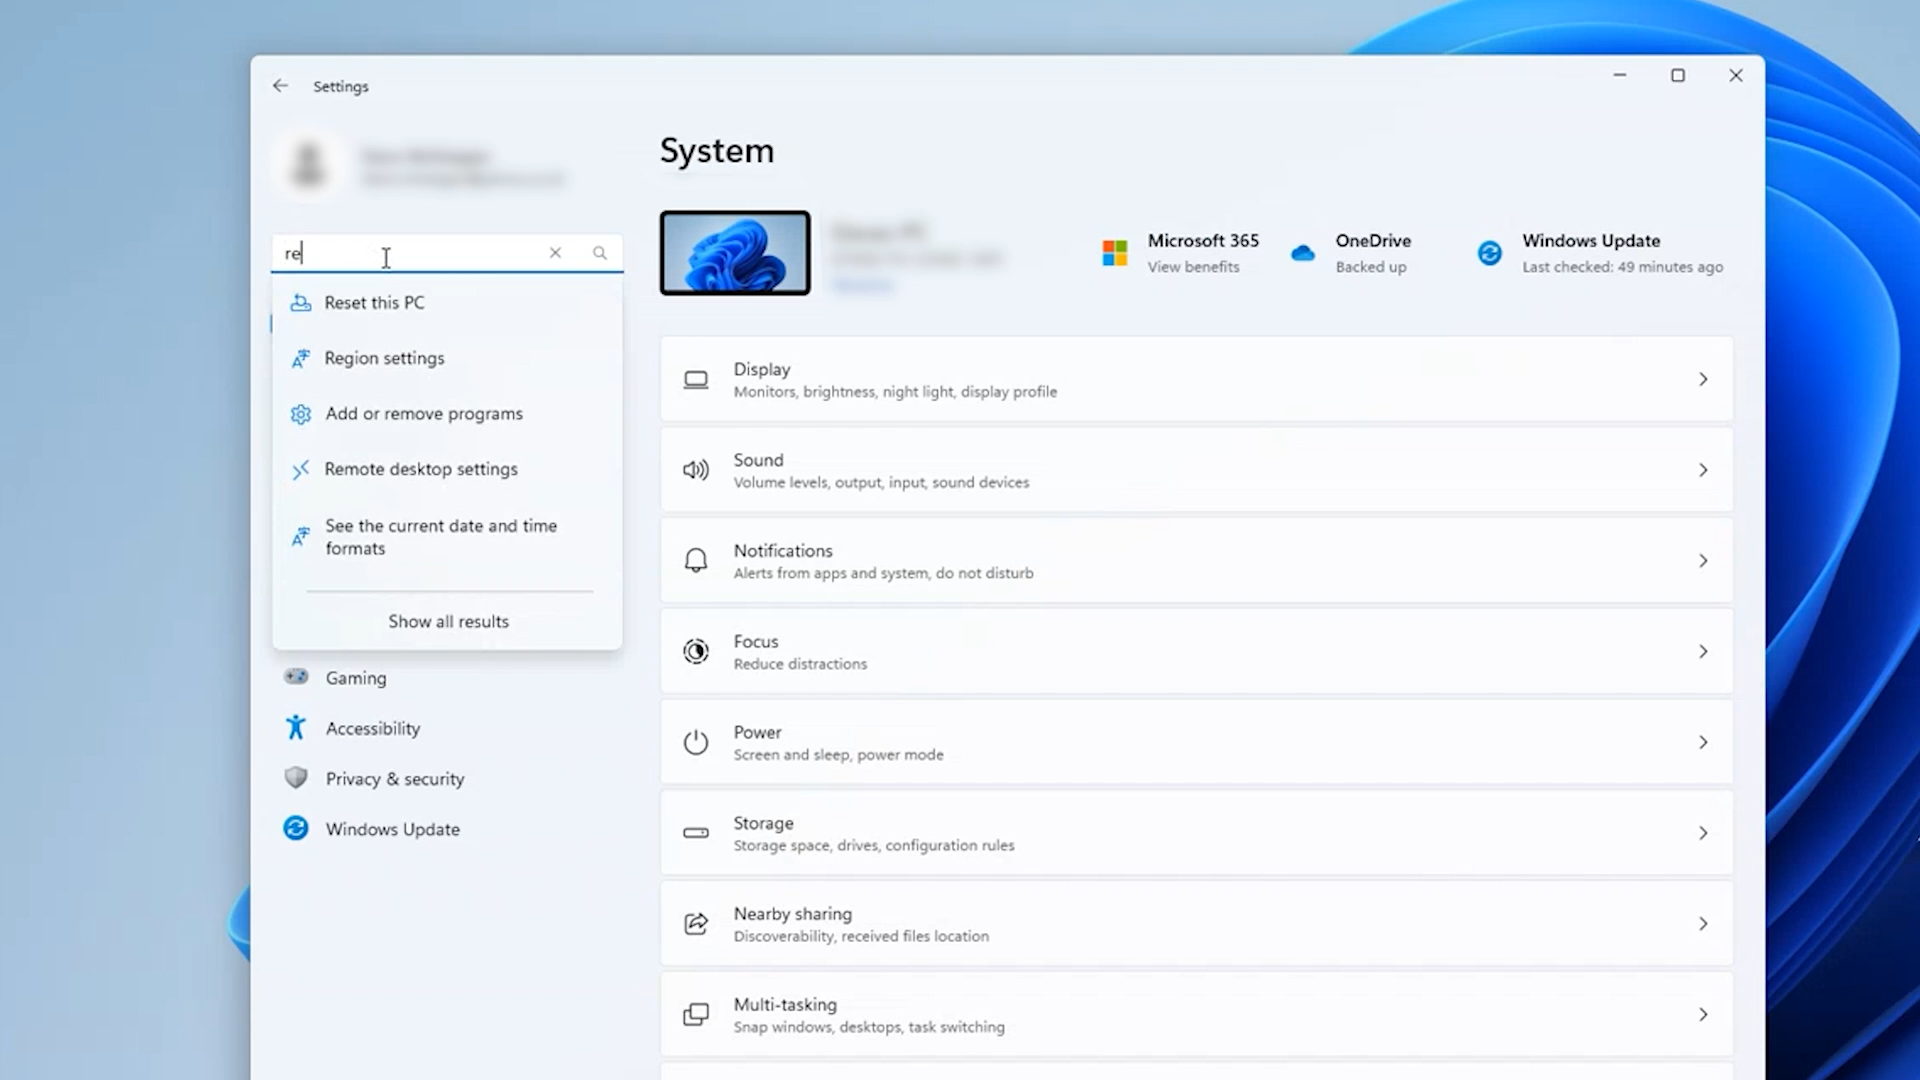 Settings
System
re
Microsoft 365
View benefits
OneDrive
Backed up
Windows Update
Last checked: 49 minutes ago
Reset this PC
Region settings
Add or remove programs
Remote desktop settings
See the current date and time
formats
Show all results
Gaming
Accessibility
Privacy & security
Windows Update
Display
Monitors, brightness, night light, display profile
Sound
Volume levels, output, input, sound devices
Notifications
Alerts from apps and system, do not disturb
Focus
Reduce distractions
Power
Screen and sleep, power mode
Storage
Storage space, drives, configuration rules
Nearby sharing
Discoverability, received files location
Multi-tasking
Snap windows, desktops, task switching